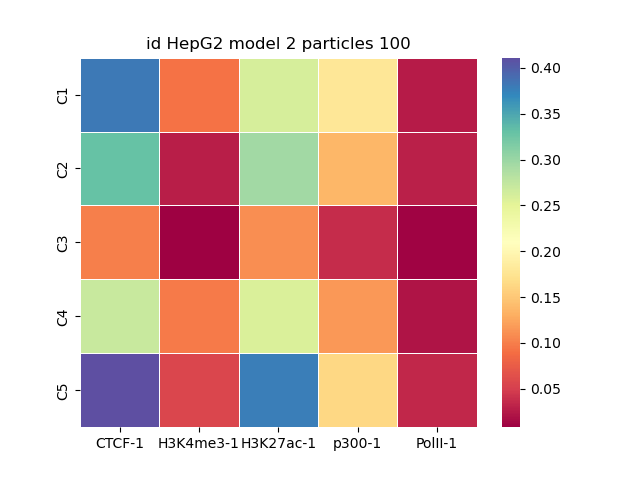 id HepG2 model 2 particles 100
C1
C2
C3
C4
C5
CTCF-1 H3K4me3-1 H3K27ac-1 p300-1 PolII-1
0.40
0.35
0.30
0.25
0.20
0.15
0.10
0.05